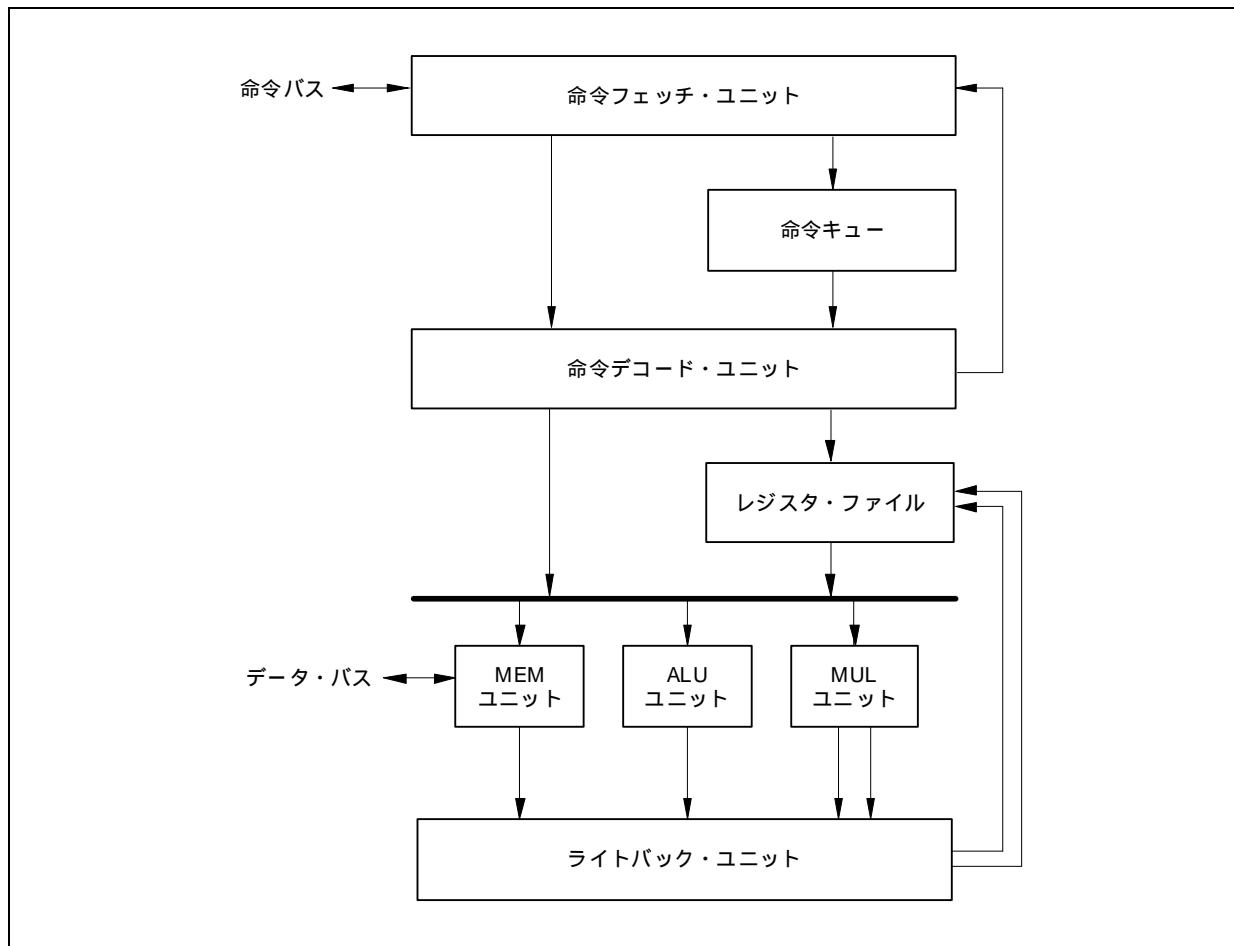 命令バス
命令フェッチ・ユニット
命令キュー
命令デコード・ユニット
レジスタ・ファイル
データ・バス
MEM
ユニット
ALU
ユニット
MUL
ユニット
ライトバック・ユニット